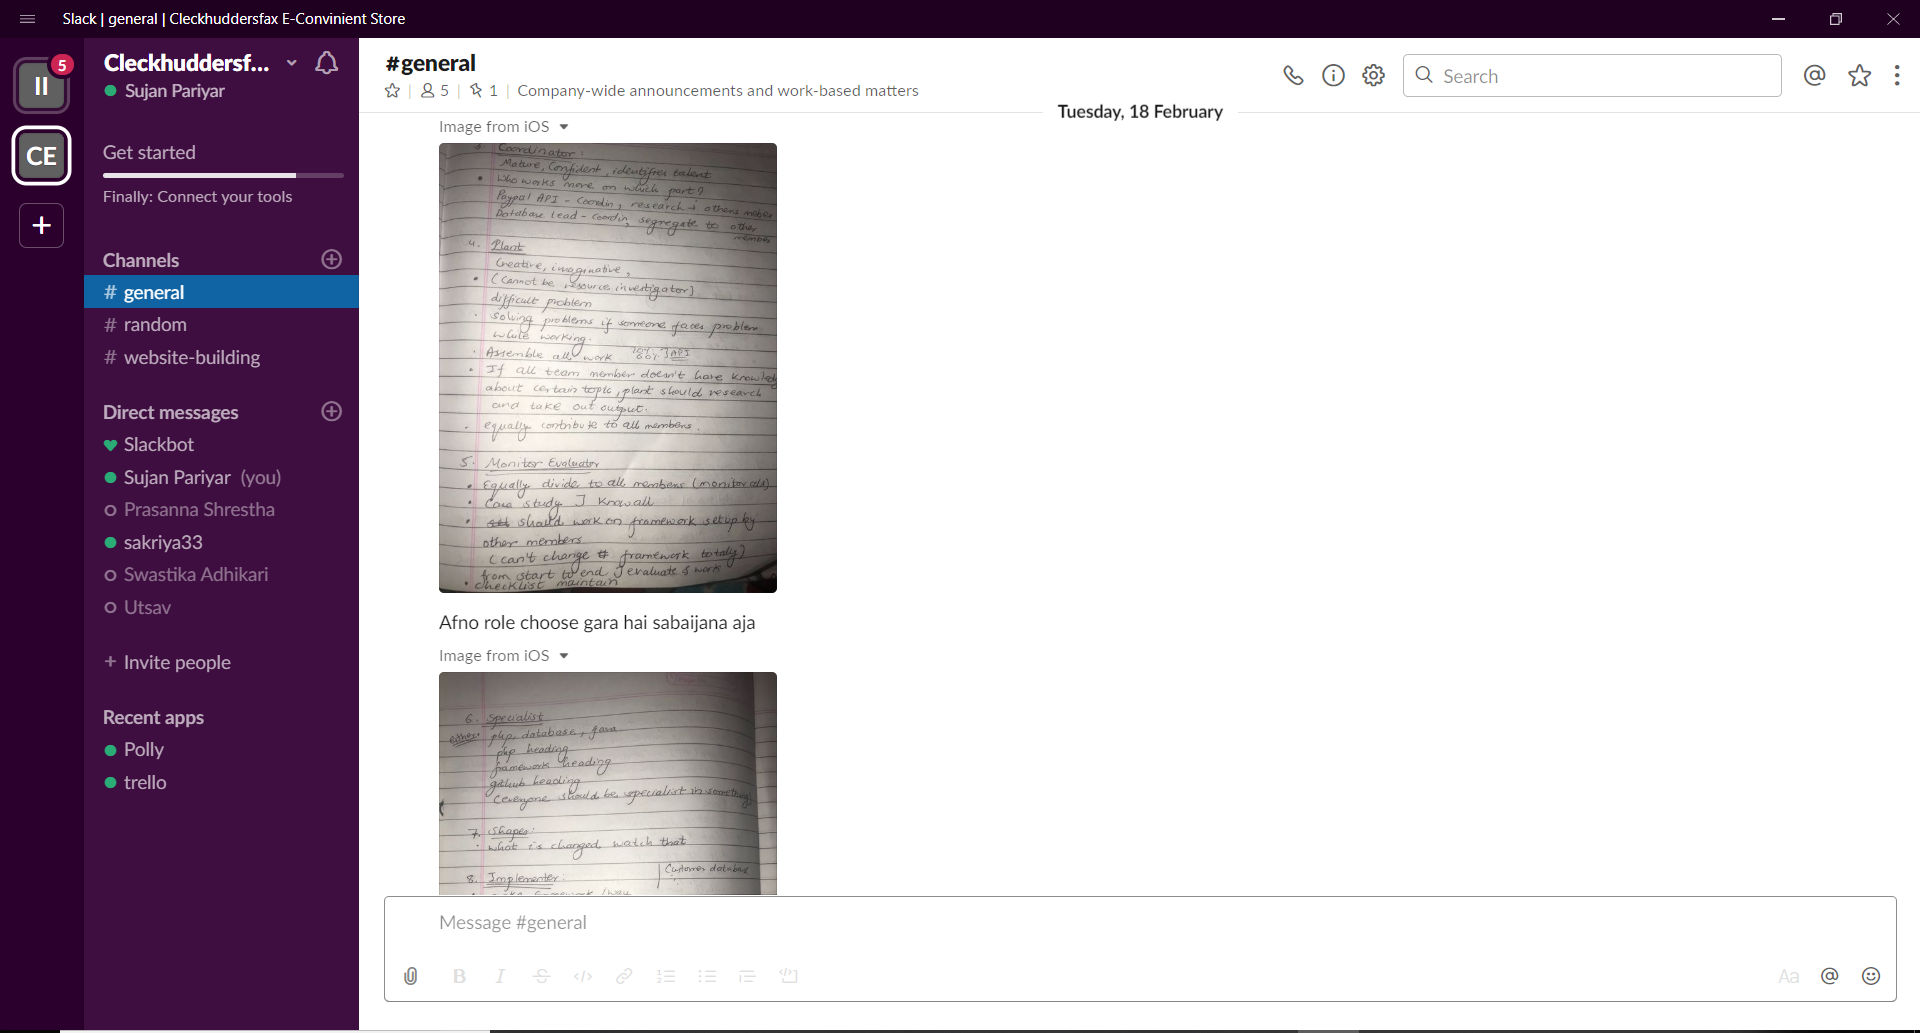 Slack | general | Cleckhuddersfax E-Convinient Store
5
II
CE
+
Cleckhuddersf...
Sujan Pariyar
Get started
Finally: Connect your tools
Channels
# general
# random
# website-building
Direct messages
Slackbot
Sujan Pariyar (you)
Prasanna Shrestha
sakriya33
Swastika Adhikari
Utsav
+ Invite people
Recent apps
Polly
trello
#general
5 | 1 | Company-wide announcements and work-based matters
Search
Tuesday, 18 February
Image from iOS
Coordinator :
Mature, Confident, identifies talent
• Who works more on which part?
Paypal API - Coordin, research → others
Database lead - Coordin, segregate to other
member
4. Plant
Creative, imaginative,
• (Cannot be resource investigator)
difficult problem
• Solving problems if someone faces problem
while working.
• Assemble all work API
• If all team member doesn't have knowled
about certain topic, plant should research
and take out output.
• equally contribute to all members.
5. Monitor Evaluator
• Equally divide to all members (monitor
• Case study I Know all
• should work on framework setup by
other members
(can't change framework totaly)
from start to end I evaluate work
• checklist maintain
Afno role choose gara hai sabaijana aja
Image from iOS
6. Specialist
either php, database, java
php heading
framework heading
github heading
(everyone should be specialist in something
7. Shaper:
• What is changed, watch that
8. Implementer:
Customer database
Message #general
B I S </>
Aa @